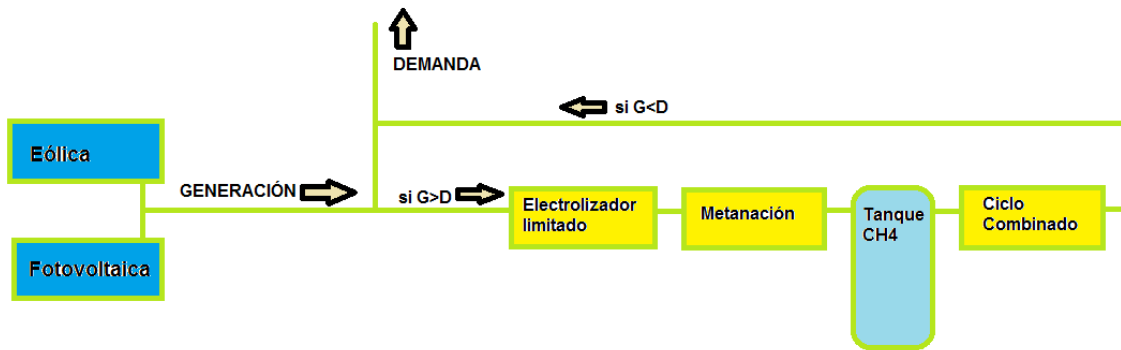 DEMANDA
si G<D
Eólica
GENERACIÓN
si G>D
Electrolizador
limitado
Metanación
Tanque
CH4
Ciclo
Combinado
Fotovoltaica